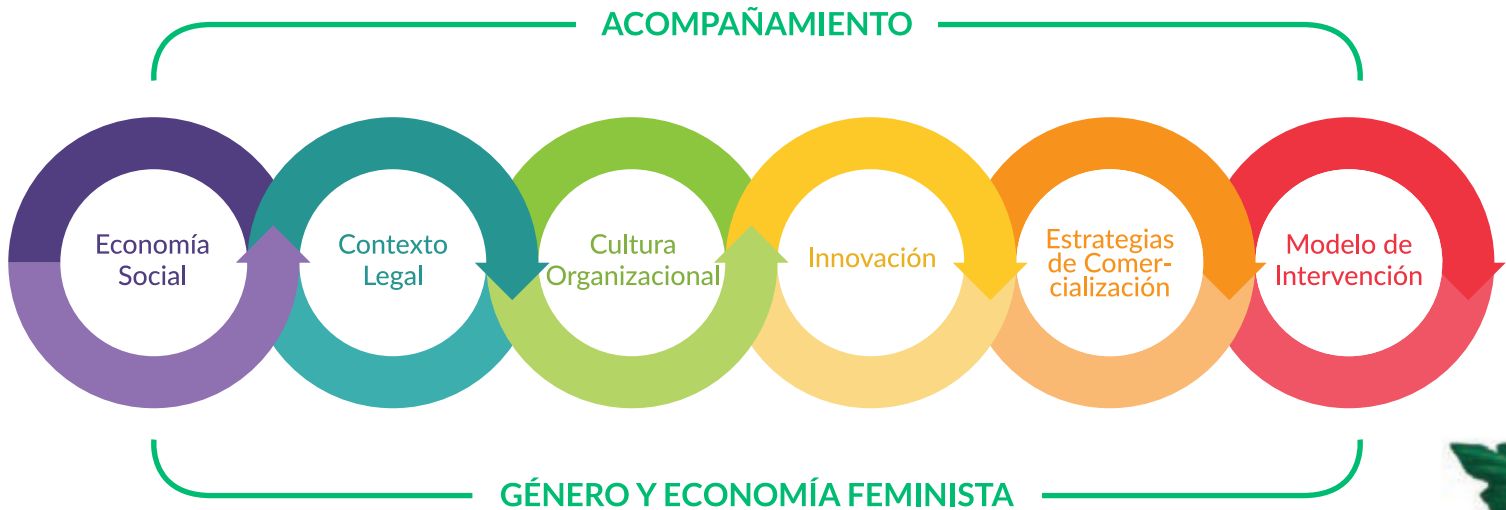 ACOMPAÑAMIENTO
Economía
Social
Contexto
Legal
Cultura
Organizacional
Innovación
Estrategias
de Comer-
cialización
Modelo de
Intervención
GÉNERO Y ECONOMÍA FEMINISTA